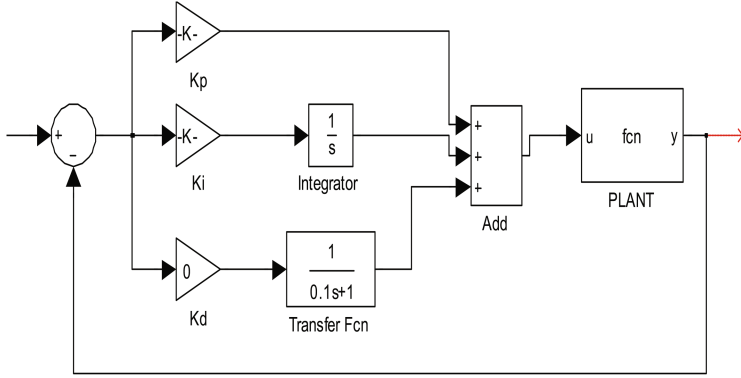 -K-
Kp
+
−
-K-
Ki
1
s
Integrator
+
+
+
Add
u
fcn
y
PLANT
0
Kd
1
0.1s+1
Transfer Fcn